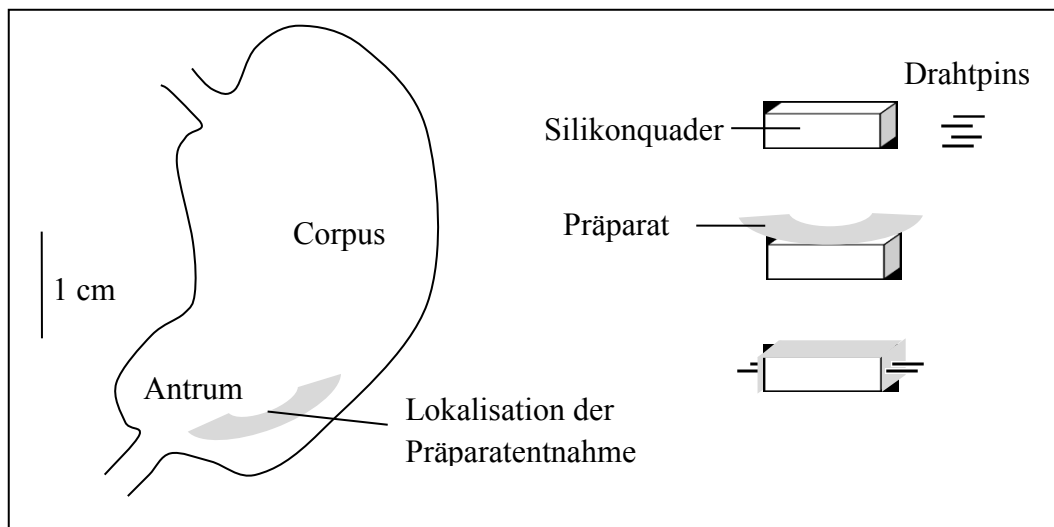 Drahtpins
Silikonquader
Präparat
Corpus
1 cm
Antrum
Lokalisation der
Präparatentnahme